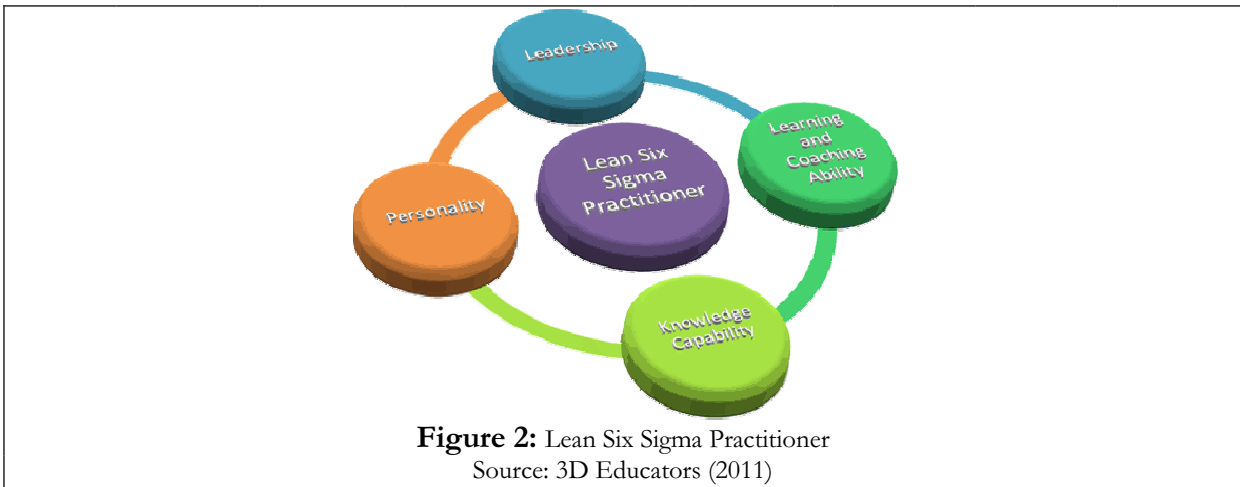 Leadership
Learning
and
Coaching
Ability
Lean Six
Sigma
Practitioner
Personality
Knowledge
Capability
Figure 2: Lean Six Sigma Practitioner
Source: 3D Educators (2011)